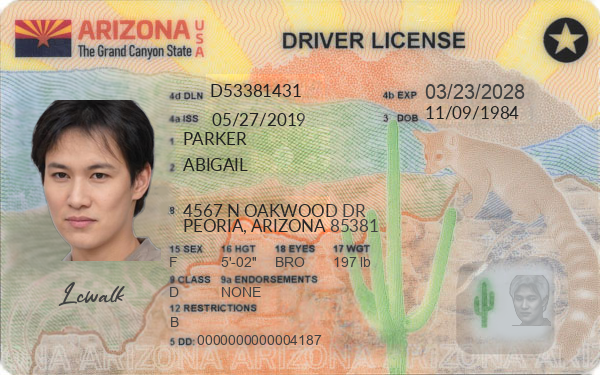 ARIZONA USA
The Grand Canyon State
DRIVER LICENSE
4d DLN D53381431 4b EXP 03/23/2028
4a ISS 05/27/2019 3 DOB 11/09/1984
1 PARKER
2 ABIGAIL
8 4567 N OAKWOOD DR
PEORIA, ARIZONA 85381
15 SEX 16 HGT 18 EYES 17 WGT
F 5'-02" BRO 197 lb
9 CLASS 9a ENDORSEMENTS
D NONE
12 RESTRICTIONS
B
Lcwalk
5 DD: 0000000000004187
ARIZONA ARIZONA ARIZONA ARIZONA